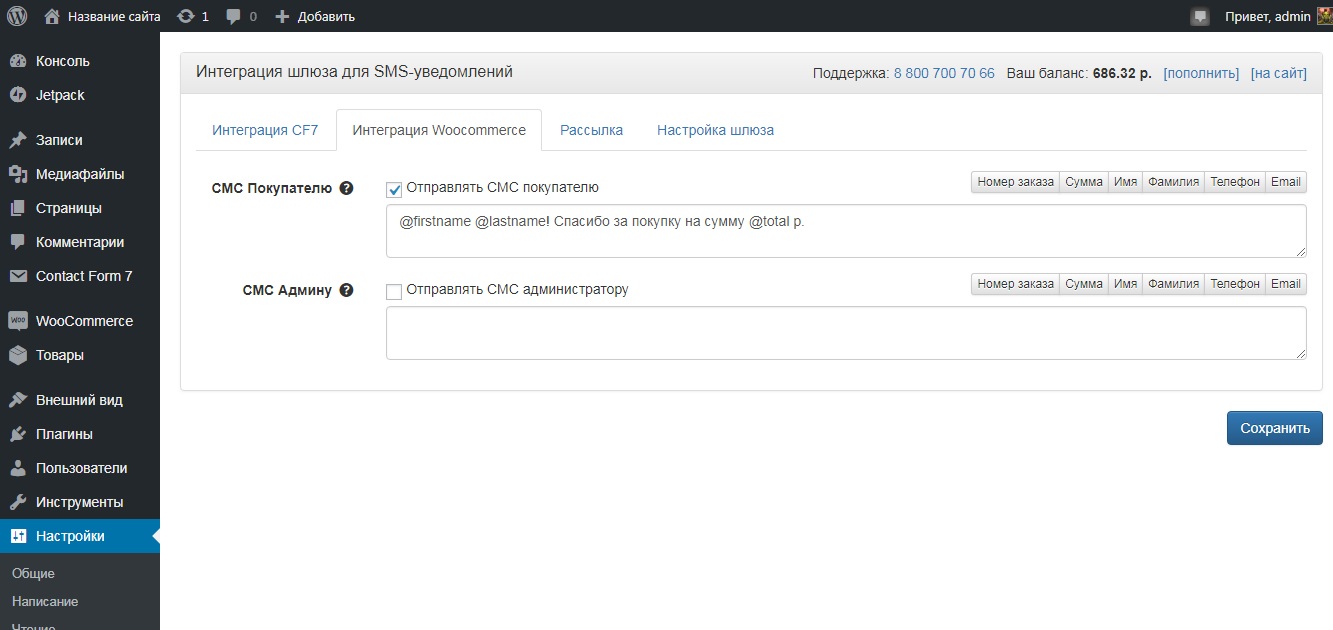 Название сайта 1 0 Добавить Привет, admin
Консоль
Jetpack
Записи
Медиафайлы
Страницы
Комментарии
Contact Form 7
WooCommerce
Товары
Внешний вид
Плагины
Пользователи
Инструменты
Настройки
Общие
Написание
Чтение
Интеграция шлюза для SMS-уведомлений Поддержка: 8 800 700 70 66 Ваш баланс: 686.32 р. [пополнить] [на сайт]
Интеграция CF7 Интеграция Woocommerce Рассылка Настройка шлюза
СМС Покупателю ? Отправлять СМС покупателю Номер заказа Сумма Имя Фамилия Телефон Email
@firstname @lastname! Спасибо за покупку на сумму @total р.
СМС Админу ? Отправлять СМС администратору Номер заказа Сумма Имя Фамилия Телефон Email
Сохранить